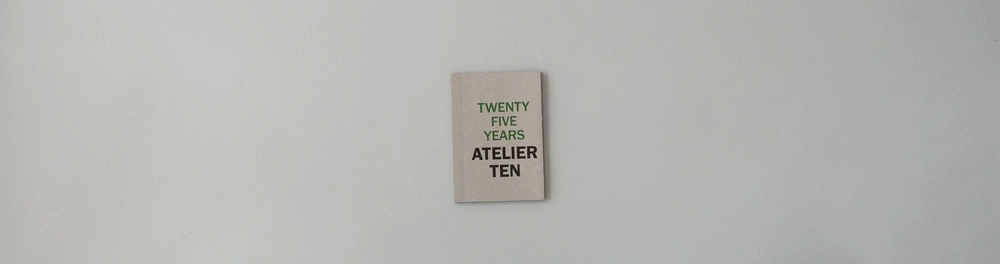 TWENTY
FIVE
YEARS
ATELIER
TEN